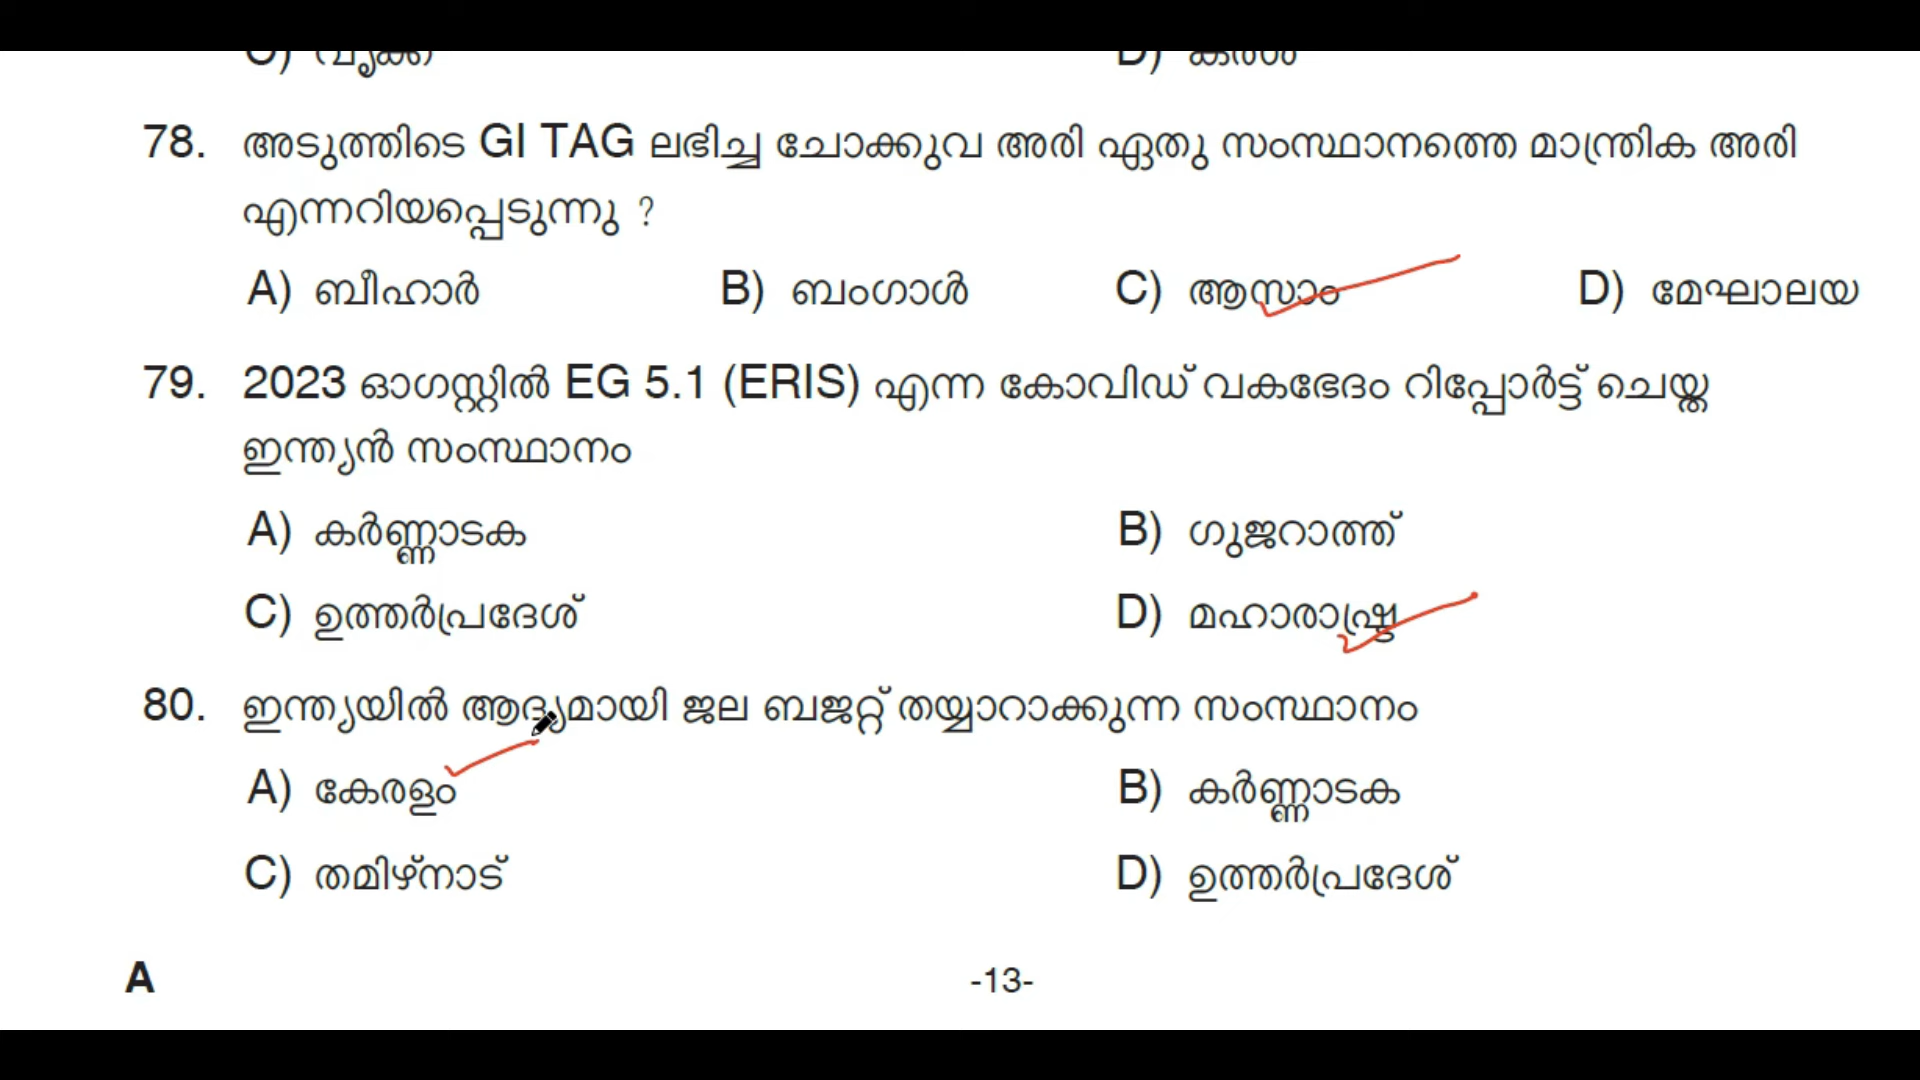 C) വൃക്ക D) കരൾ
78. അടുത്തിടെ GI TAG ലഭിച്ച ചോക്കുവ അരി ഏതു സംസ്ഥാനത്തെ മാന്ത്രിക അരി
എന്നറിയപ്പെടുന്നു ?
A) ബീഹാർ B) ബംഗാൾ C) ആസാം D) മേഘാലയ
79. 2023 ഓഗസ്റ്റിൽ EG 5.1 (ERIS) എന്ന കോവിഡ് വകഭേദം റിപ്പോർട്ട് ചെയ്ത
ഇന്ത്യൻ സംസ്ഥാനം
A) കർണ്ണാടക B) ഗുജറാത്ത്
C) ഉത്തർപ്രദേശ് D) മഹാരാഷ്ട്ര
80. ഇന്ത്യയിൽ ആദ്യമായി ജല ബജറ്റ് തയ്യാറാക്കുന്ന സംസ്ഥാനം
A) കേരളം B) കർണ്ണാടക
C) തമിഴ്നാട് D) ഉത്തർപ്രദേശ്
A -13-